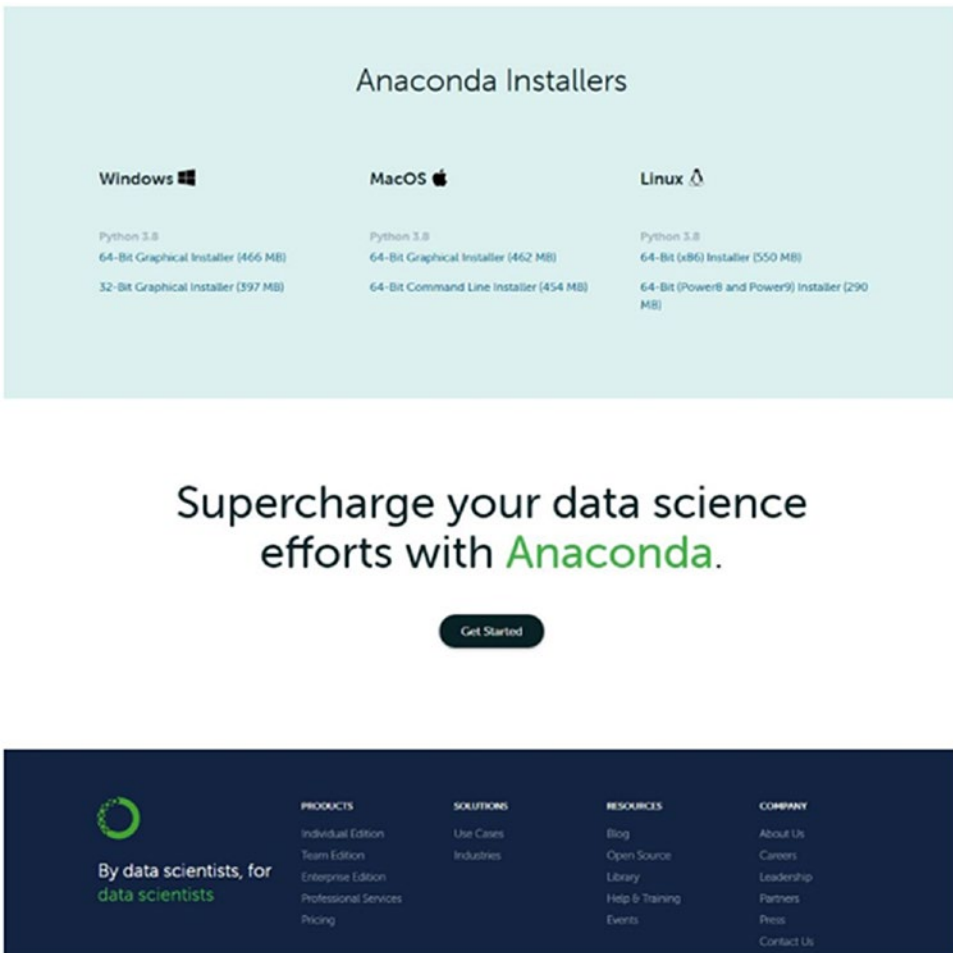 Anaconda Installers
Windows
MacOS
Linux
Python 3.8
64-Bit Graphical Installer (466 MB)
32-Bit Graphical Installer (397 MB)
Python 3.8
64-Bit Graphical Installer (462 MB)
64-Bit Command Line Installer (454 MB)
Python 3.8
64-Bit (x86) Installer (550 MB)
64-Bit (Power8 and Power9) Installer (290
MB)
Supercharge your data science
efforts with Anaconda.
Get Started
By data scientists, for
data scientists
PRODUCTS
Individual Edition
Team Edition
Enterprise Edition
Professional Services
Pricing
SOLUTIONS
Use Cases
Industries
RESOURCES
Blog
Open Source
Library
Help & Training
Events
COMPANY
About Us
Careers
Leadership
Partners
Press
Contact Us